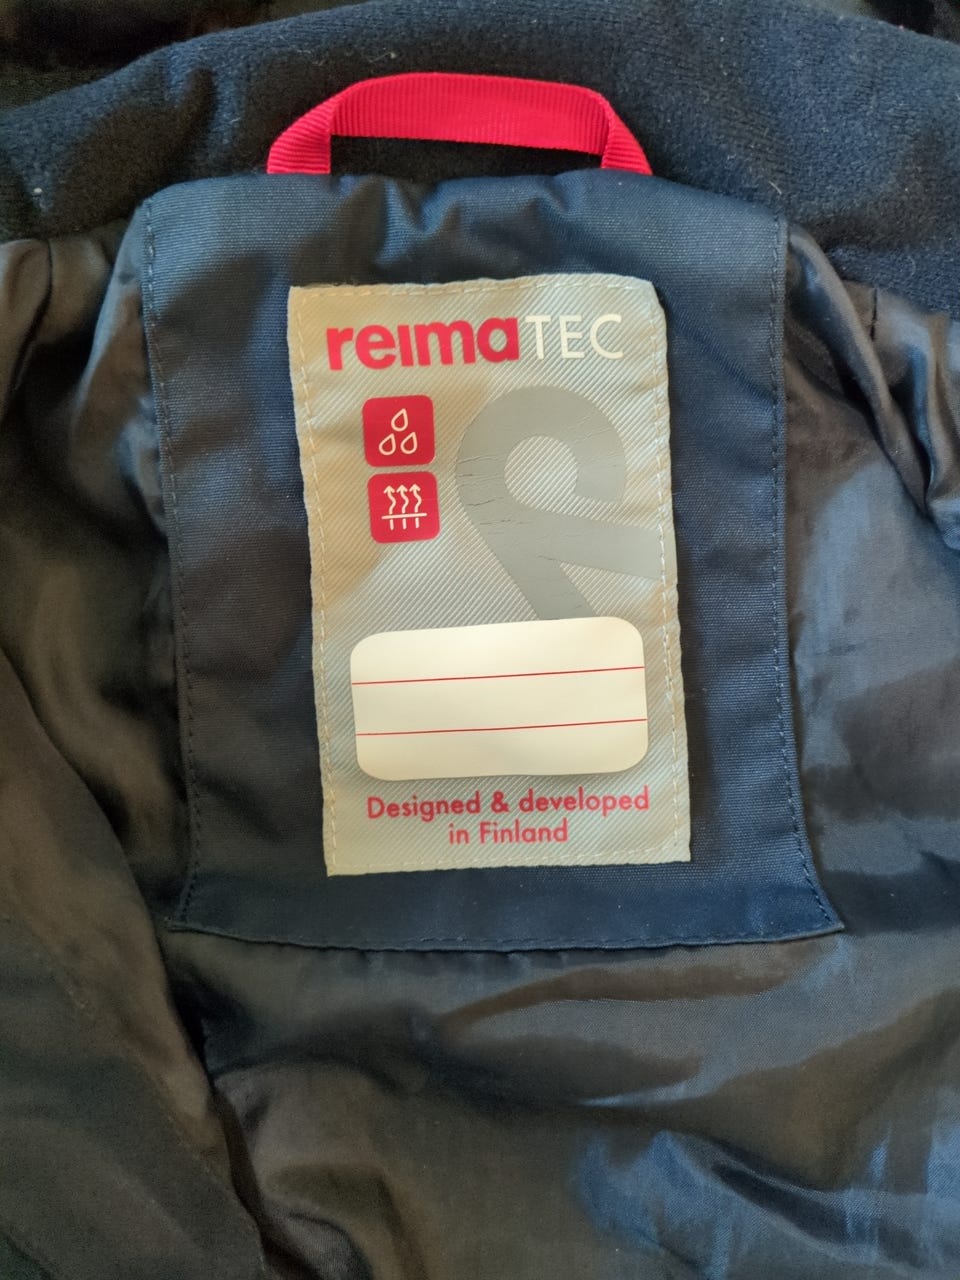 reimaTEC
Designed & developed
in Finland